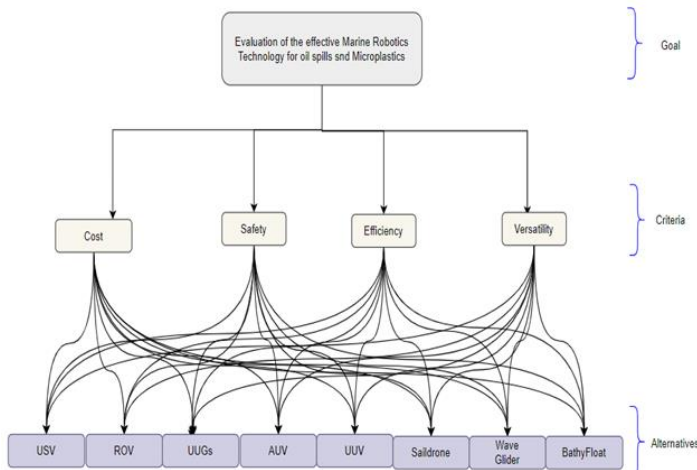 Evaluation of the effective Marine Robotics
Technology for oil spills snd Microplastics
Goal
Cost
Safety
Efficiency
Versatility
Criteria
USV
ROV
UUGs
AUV
UUV
Saildrone
Wave
Glider
BathyFloat
Alternatives